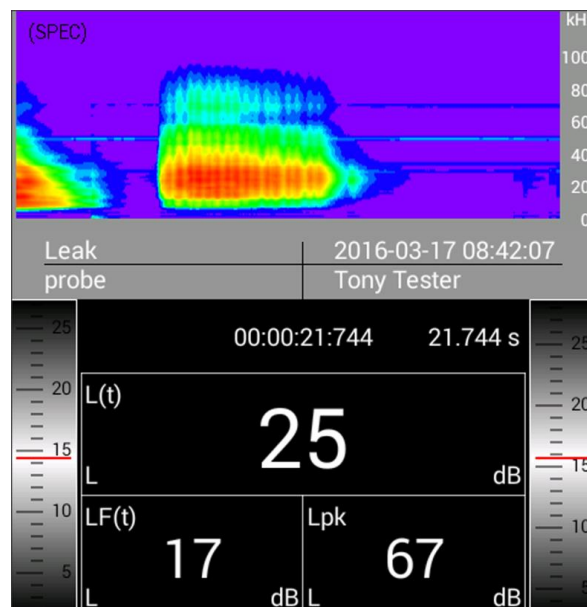 (SPEC)
kH
100
80
60
40
20
0
Leak 2016-03-17 08:42:07
probe Tony Tester
00:00:21:744 21.744 s
25
20
15
10
5
L(t)
25
L dB
LF(t)
17
L dB
Lpk
67
L dB
25
20
15
10
5